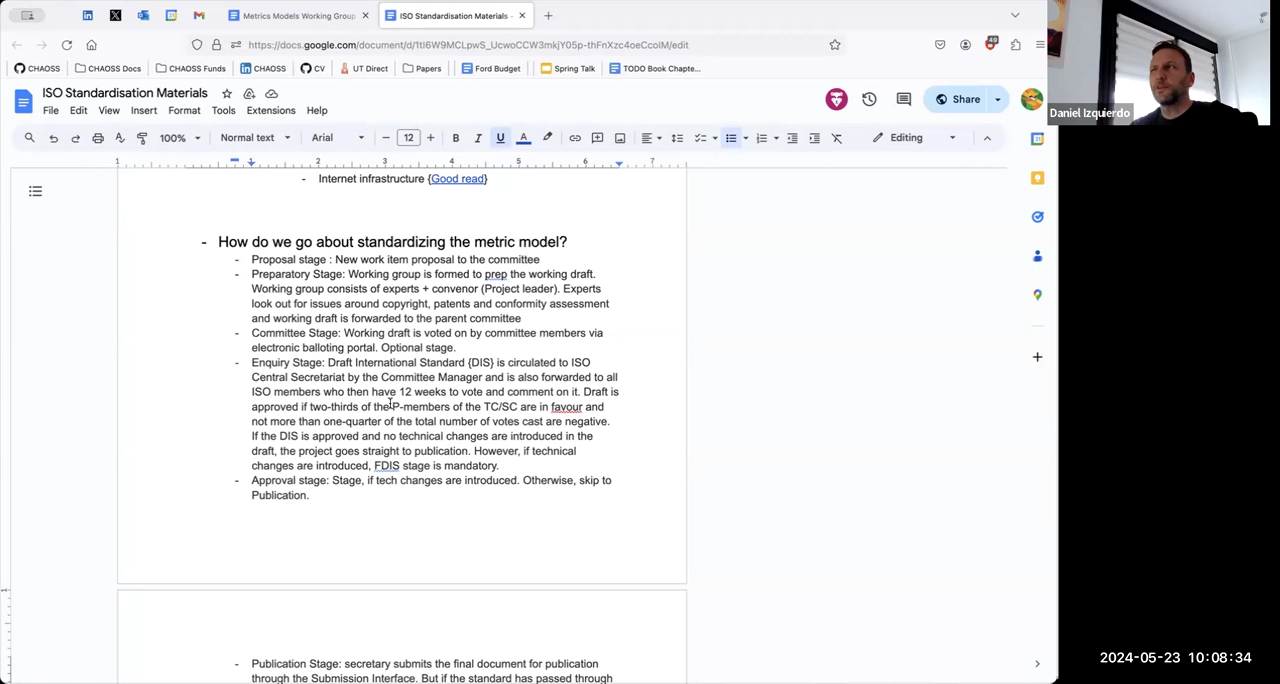 Metrics Models Working Group
ISO Standardisation Materials -
https://docs.google.com/document/d/1ti6W9MCLpwS_UcwoCCW3mkjY05p-thFnXzc4oeCcoIM/edit
49
CHAOSS
CHAOSS Docs
CHAOSS Funds
CHAOSS
CV
UT Direct
Papers
Ford Budget
Spring Talk
TODO Book Chapte...
Daniel Izquierdo
ISO Standardisation Materials
File Edit View Insert Format Tools Extensions Help
Share
100%
Normal text
Arial
12
B I U A
Editing
1 1 2 3 4 5 6 7
- Internet infrastructure {Good read}
- How do we go about standardizing the metric model?
- Proposal stage : New work item proposal to the committee
- Preparatory Stage: Working group is formed to prep the working draft.
Working group consists of experts + convenor (Project leader). Experts
look out for issues around copyright, patents and conformity assessment
and working draft is forwarded to the parent committee
- Committee Stage: Working draft is voted on by committee members via
electronic balloting portal. Optional stage.
- Enquiry Stage: Draft International Standard {DIS} is circulated to ISO
Central Secretariat by the Committee Manager and is also forwarded to all
ISO members who then have 12 weeks to vote and comment on it. Draft is
approved if two-thirds of the P-members of the TC/SC are in favour and
not more than one-quarter of the total number of votes cast are negative.
If the DIS is approved and no technical changes are introduced in the
draft, the project goes straight to publication. However, if technical
changes are introduced, FDIS stage is mandatory.
- Approval stage: Stage, if tech changes are introduced. Otherwise, skip to
Publication.
- Publication Stage: secretary submits the final document for publication
through the Submission Interface. But if the standard has passed through
2024-05-23 10:08:34